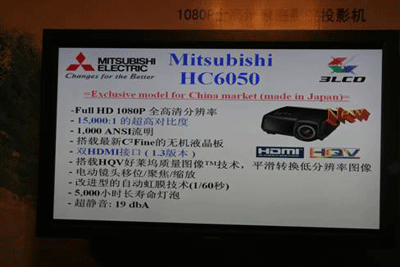 1080P
投影机
MITSUBISHI
ELECTRIC
Changes for the Better
Mitsubishi
HC6050
3LCD
=Exclusive model for China market (made in Japan)=
-Full HD 1080P 全高清分辨率
- 15,000:1 的超高对比度
- 1,000 ANSI流明
- 搭载最新C²Fine的无机液晶板
- 双HDMI接口（1.3版本）
New
HDMI HQV
- 搭载HQV好莱坞质量图像™技术，平滑转换低分辨率图像
- 电动镜头移位/聚焦/缩放
- 改进型的自动虹膜技术(1/60秒)
- 5,000小时长寿命灯泡
- 超静音: 19 dBA